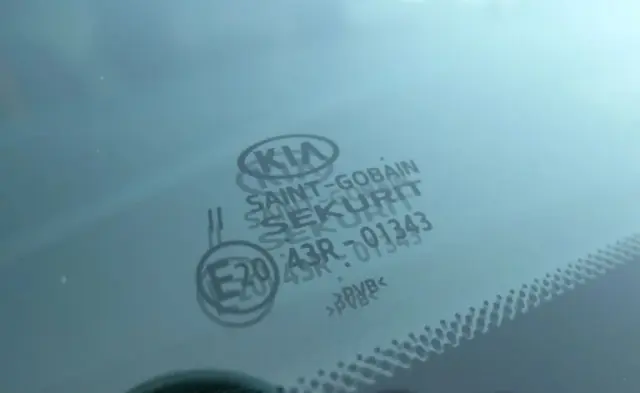 KIA
SAINT-GOBAIN
SEKURIT
II
E20 43R-01343
>PVB<